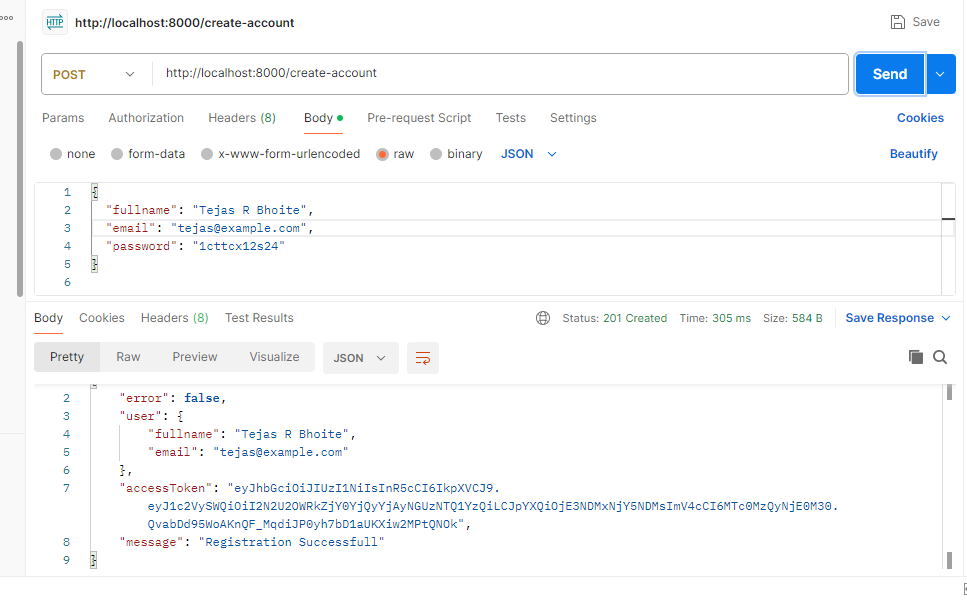 HTTP http://localhost:8000/create-account Save
POST http://localhost:8000/create-account Send
Params Authorization Headers (8) Body Pre-request Script Tests Settings Cookies
none form-data x-www-form-urlencoded raw binary JSON Beautify
1 {
2 "fullname": "Tejas R Bhoite",
3 "email": "tejas@example.com",
4 "password": "1cttcx12s24"
5 }
6
Body Cookies Headers (8) Test Results Status: 201 Created Time: 305 ms Size: 584 B Save Response
Pretty Raw Preview Visualize JSON
2 "error": false,
3 "user": {
4 "fullname": "Tejas R Bhoite",
5 "email": "tejas@example.com"
6 },
7 "accessToken": "eyJhbGciOiJIUzI1NiIsInR5cCI6IkpXVCJ9.
eyJ1c2VySWQiOiI2N2U2OWRkZjY0YjQyYjAyNGUzNTQ1YzQiLCJpYXQiOjE3NDMxNjY5NDMsImV4cCI6MTc0MzQyNjE0M30.
QvabDd95WoAKnQF_MqdiJP0yh7bD1aUKXiw2MPtQNOk",
8 "message": "Registration Successfull"
9 }